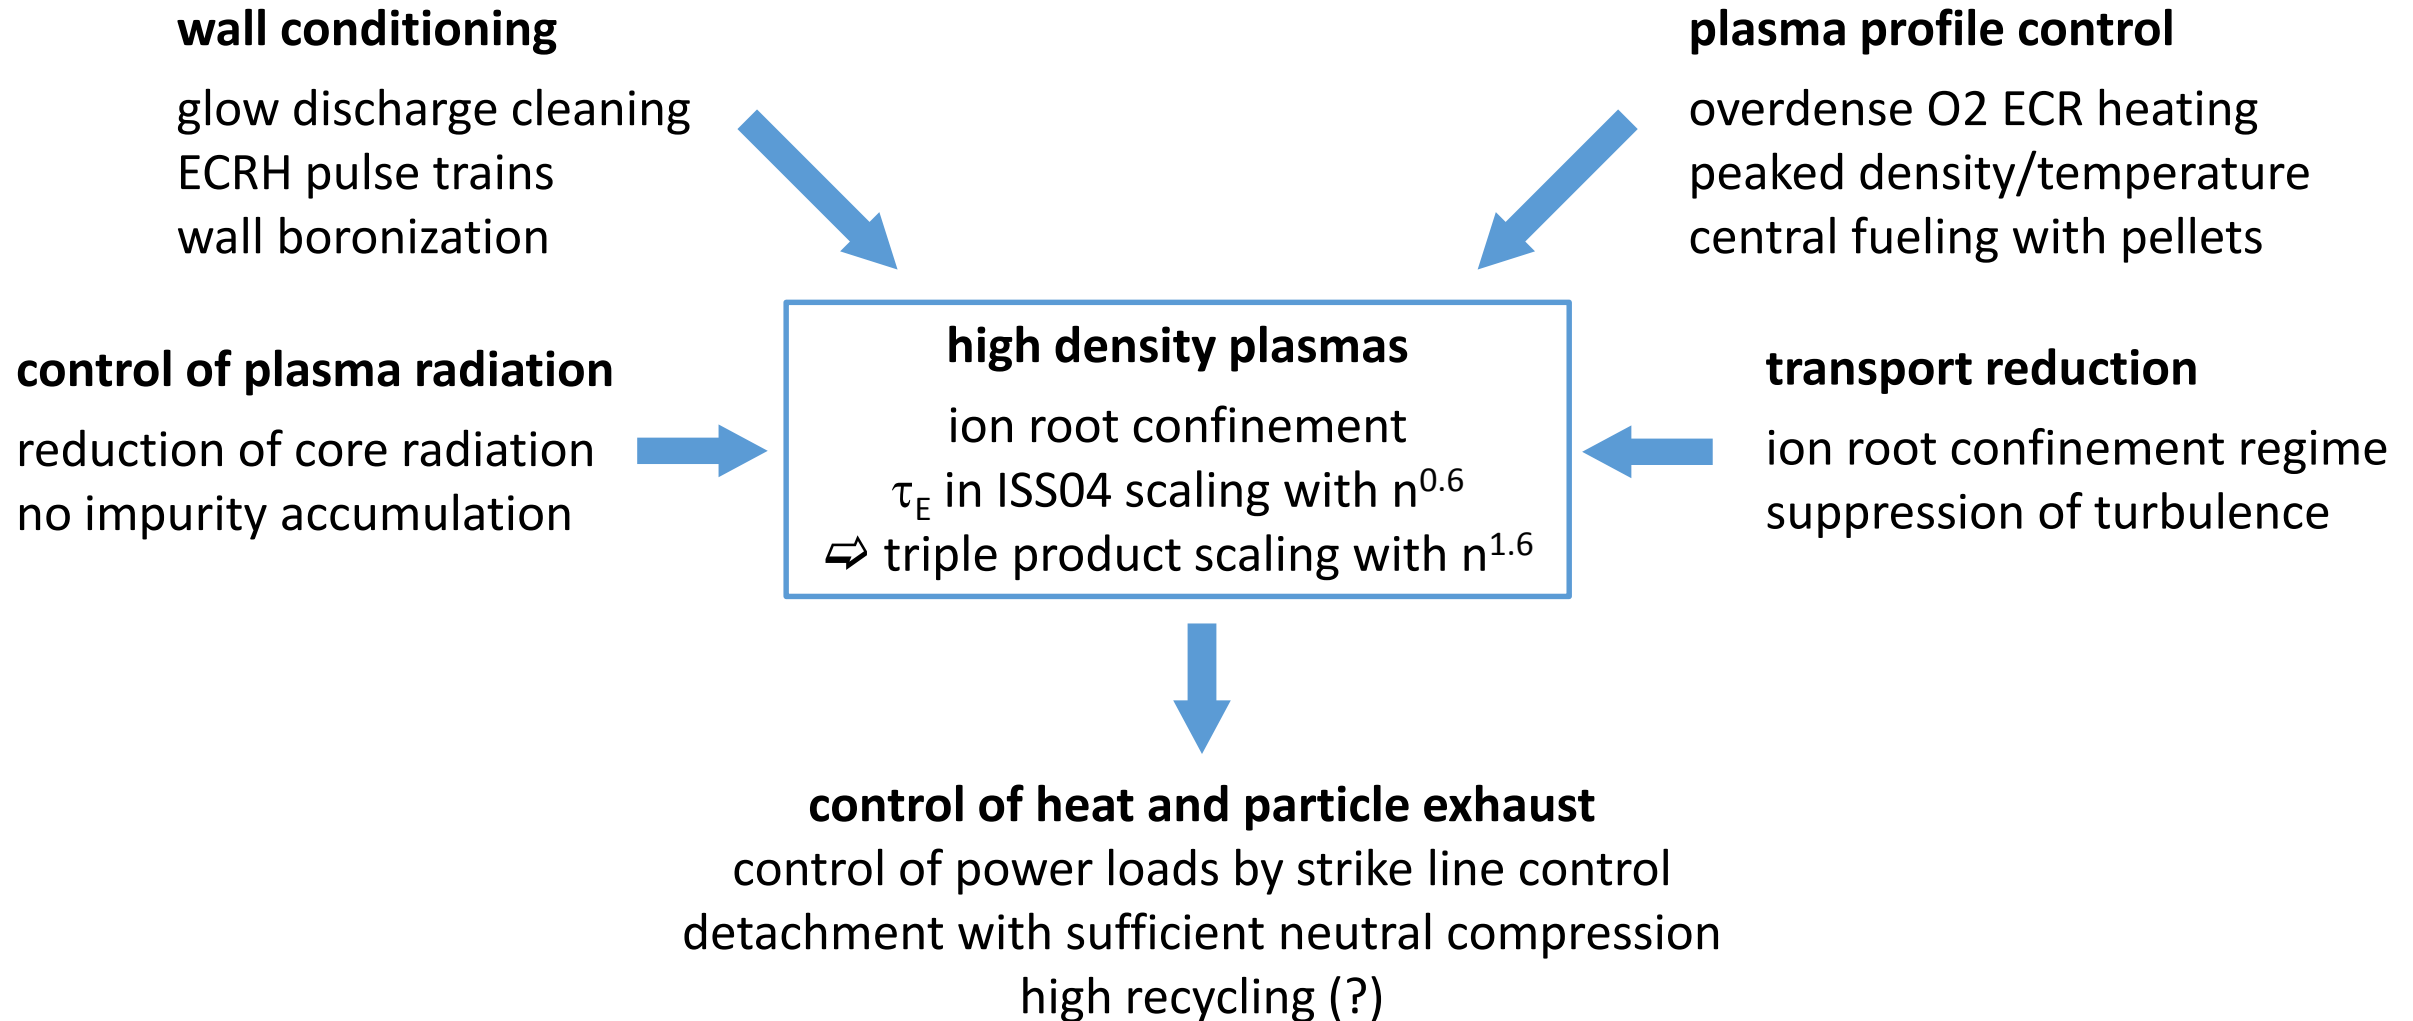 wall conditioning
glow discharge cleaning
ECRH pulse trains
wall boronization
plasma profile control
overdense O2 ECR heating
peaked density/temperature
central fueling with pellets
control of plasma radiation
reduction of core radiation
no impurity accumulation
high density plasmas
ion root confinement
τE in ISS04 scaling with n^0.6
➯ triple product scaling with n^1.6
transport reduction
ion root confinement regime
suppression of turbulence
control of heat and particle exhaust
control of power loads by strike line control
detachment with sufficient neutral compression
high recycling (?)